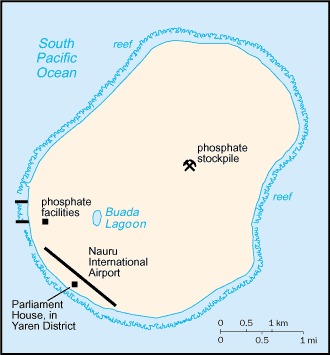 South
Pacific
Ocean
reef
phosphate
stockpile
reef
phosphate
facilities
Buada
Lagoon
Nauru
International
Airport
Parliament
House, in
Yaren District
0 0.5 1 km
0 0.5 1 mi